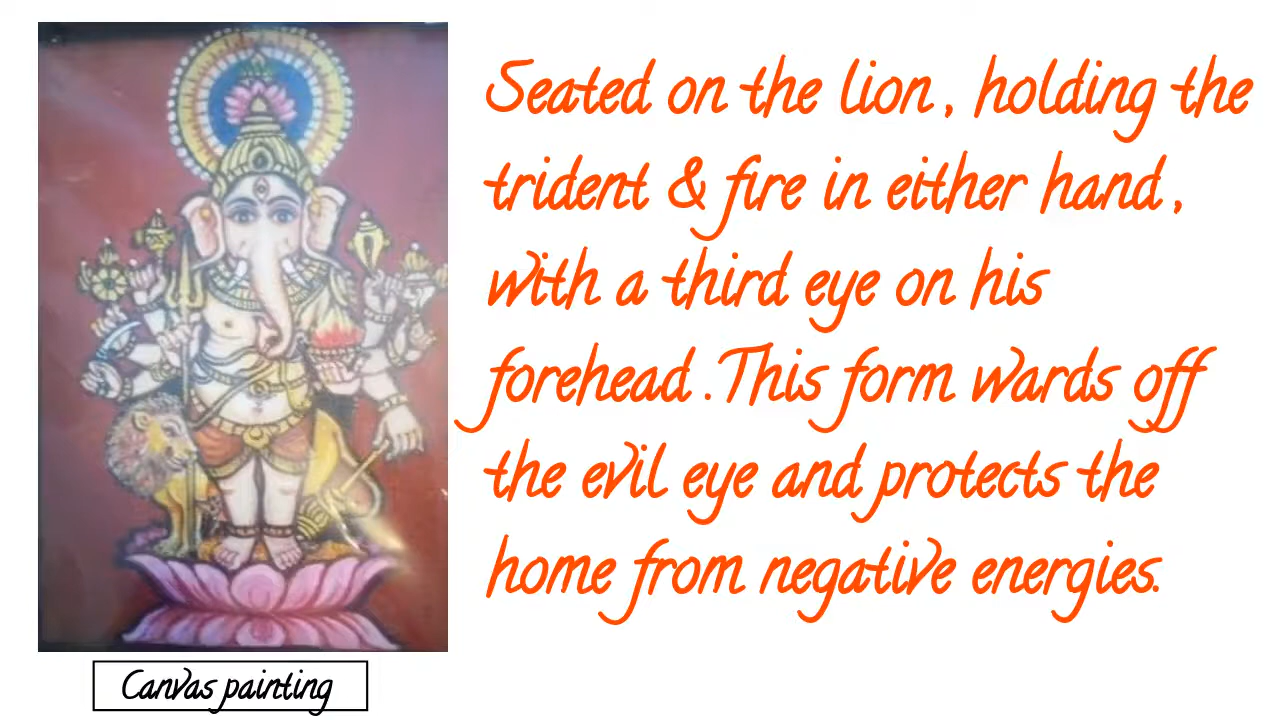 Seated on the lion, holding the
trident & fire in either hand,
with a third eye on his
forehead. This form wards off
the evil eye and protects the
home from negative energies.
Canvas painting